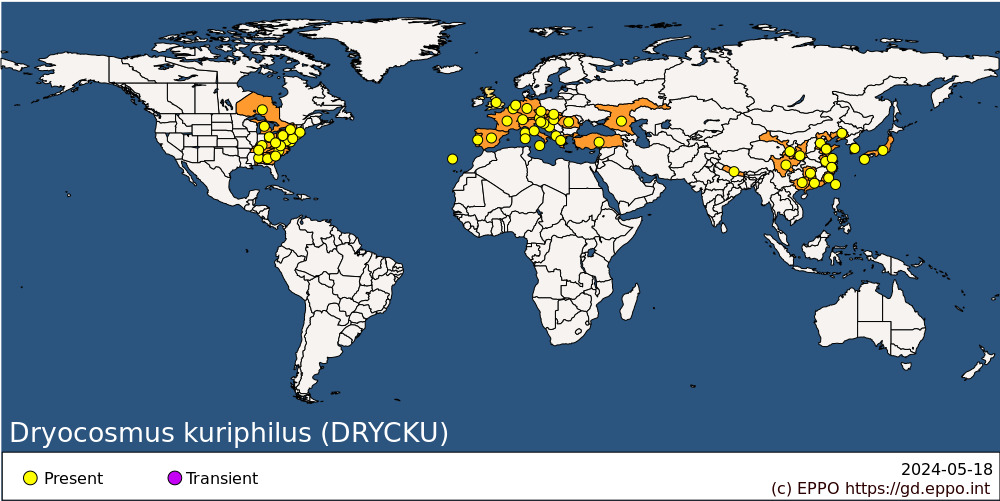 Dryocosmus kuriphilus (DRYCKU)
Present
Transient
2024-05-18
(c) EPPO https://gd.eppo.int